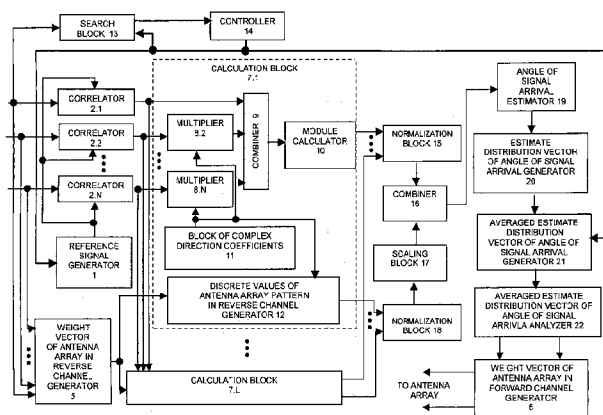 SEARCH
BLOCK 13
CONTROLLER
14
CALCULATION BLOCK
7.1
CORRELATOR
2.1
CORRELATOR
2.2
CORRELATOR
2.N
REFERENCE
SIGNAL
GENERATOR
1
MULTIPLIER
8.2
MULTIPLIER
8.N
COMBINER 9
MODULE
CALCULATOR
10
BLOCK OF COMPLEX
DIRECTION COEFFICIENTS
11
DISCRETE VALUES OF
ANTENNA ARRAY PATTERN
IN REVERSE CHANNEL
GENERATOR 12
WEIGHT
VECTOR
OF ANTENNA
ARRAY IN
REVERSE
CHANNEL
GENERATOR
5
CALCULATION BLOCK
7.L
NORMALIZATION
BLOCK 15
COMBINER
16
SCALING
BLOCK 17
NORMALIZATION
BLOCK 18
ANGLE OF
SIGNAL
ARRIVAL
ESTIMATOR 19
ESTIMATE
DISTRIBUTION VECTOR
OF ANGLE OF SIGNAL
ARRIVAL GENERATOR
20
AVERAGED ESTIMATE
DISTRIBUTION
VECTOR OF ANGLE OF
SIGNAL ARRIVAL
GENERATOR 21
AVERAGED ESTIMATE
DISTRIBUTION VECTOR OF
ANGLE OF SIGNAL
ARRIVLA ANALYZER 22
WEIGHT VECTOR OF
ANTENNA ARRAY IN
FORWARD CHANNEL
GENERATOR
6
TO ANTENNA
ARRAY